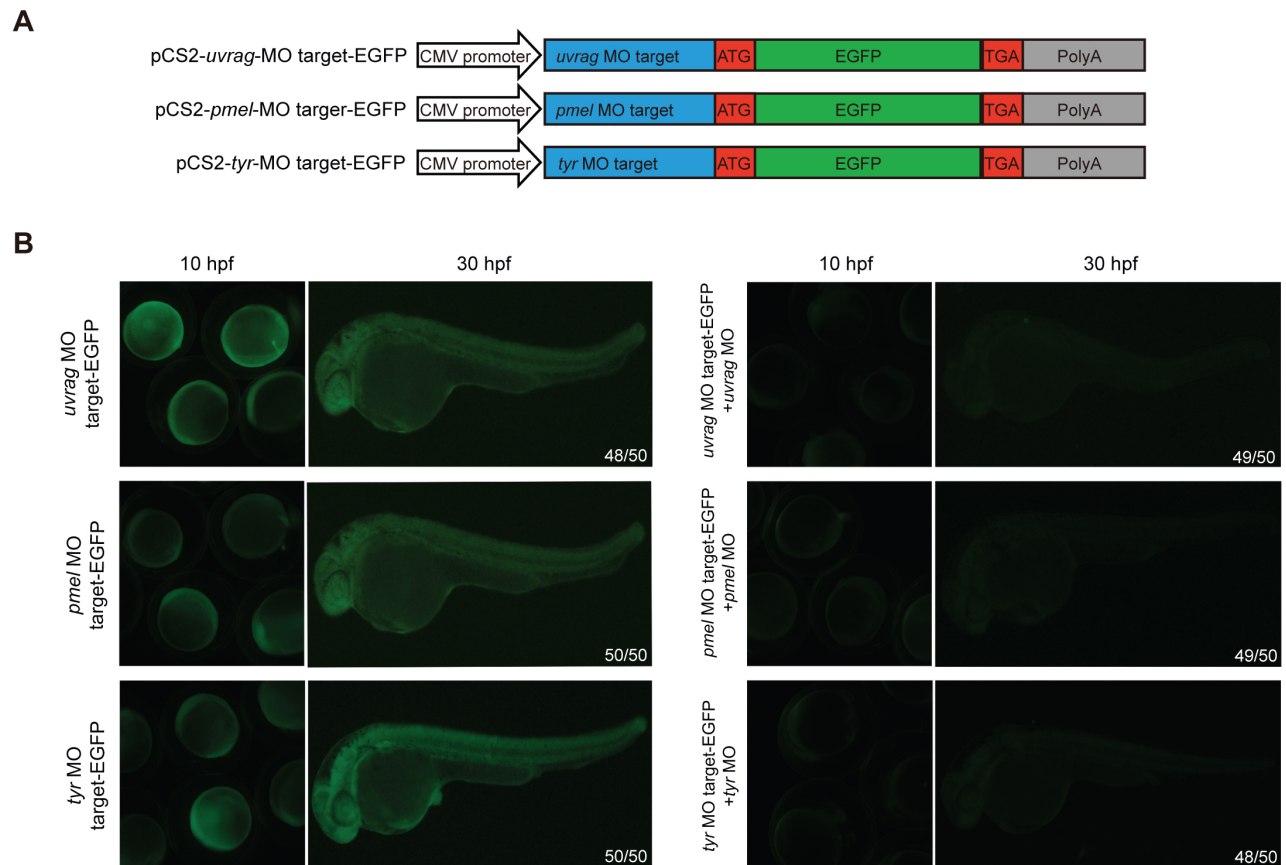 A
pCS2-uvrag-MO target-EGFP CMV promoter uvrag MO target ATG EGFP TGA PolyA
pCS2-pmel-MO targer-EGFP CMV promoter pmel MO target ATG EGFP TGA PolyA
pCS2-tyr-MO target-EGFP CMV promoter tyr MO target ATG EGFP TGA PolyA
B
10 hpf 30 hpf 10 hpf 30 hpf
uvrag MO
target-EGFP
48/50
uvrag MO target-EGFP
+uvrag MO
49/50
pmel MO
target-EGFP
50/50
pmel MO target-EGFP
+pmel MO
49/50
tyr MO
target-EGFP
50/50
tyr MO target-EGFP
+tyr MO
48/50